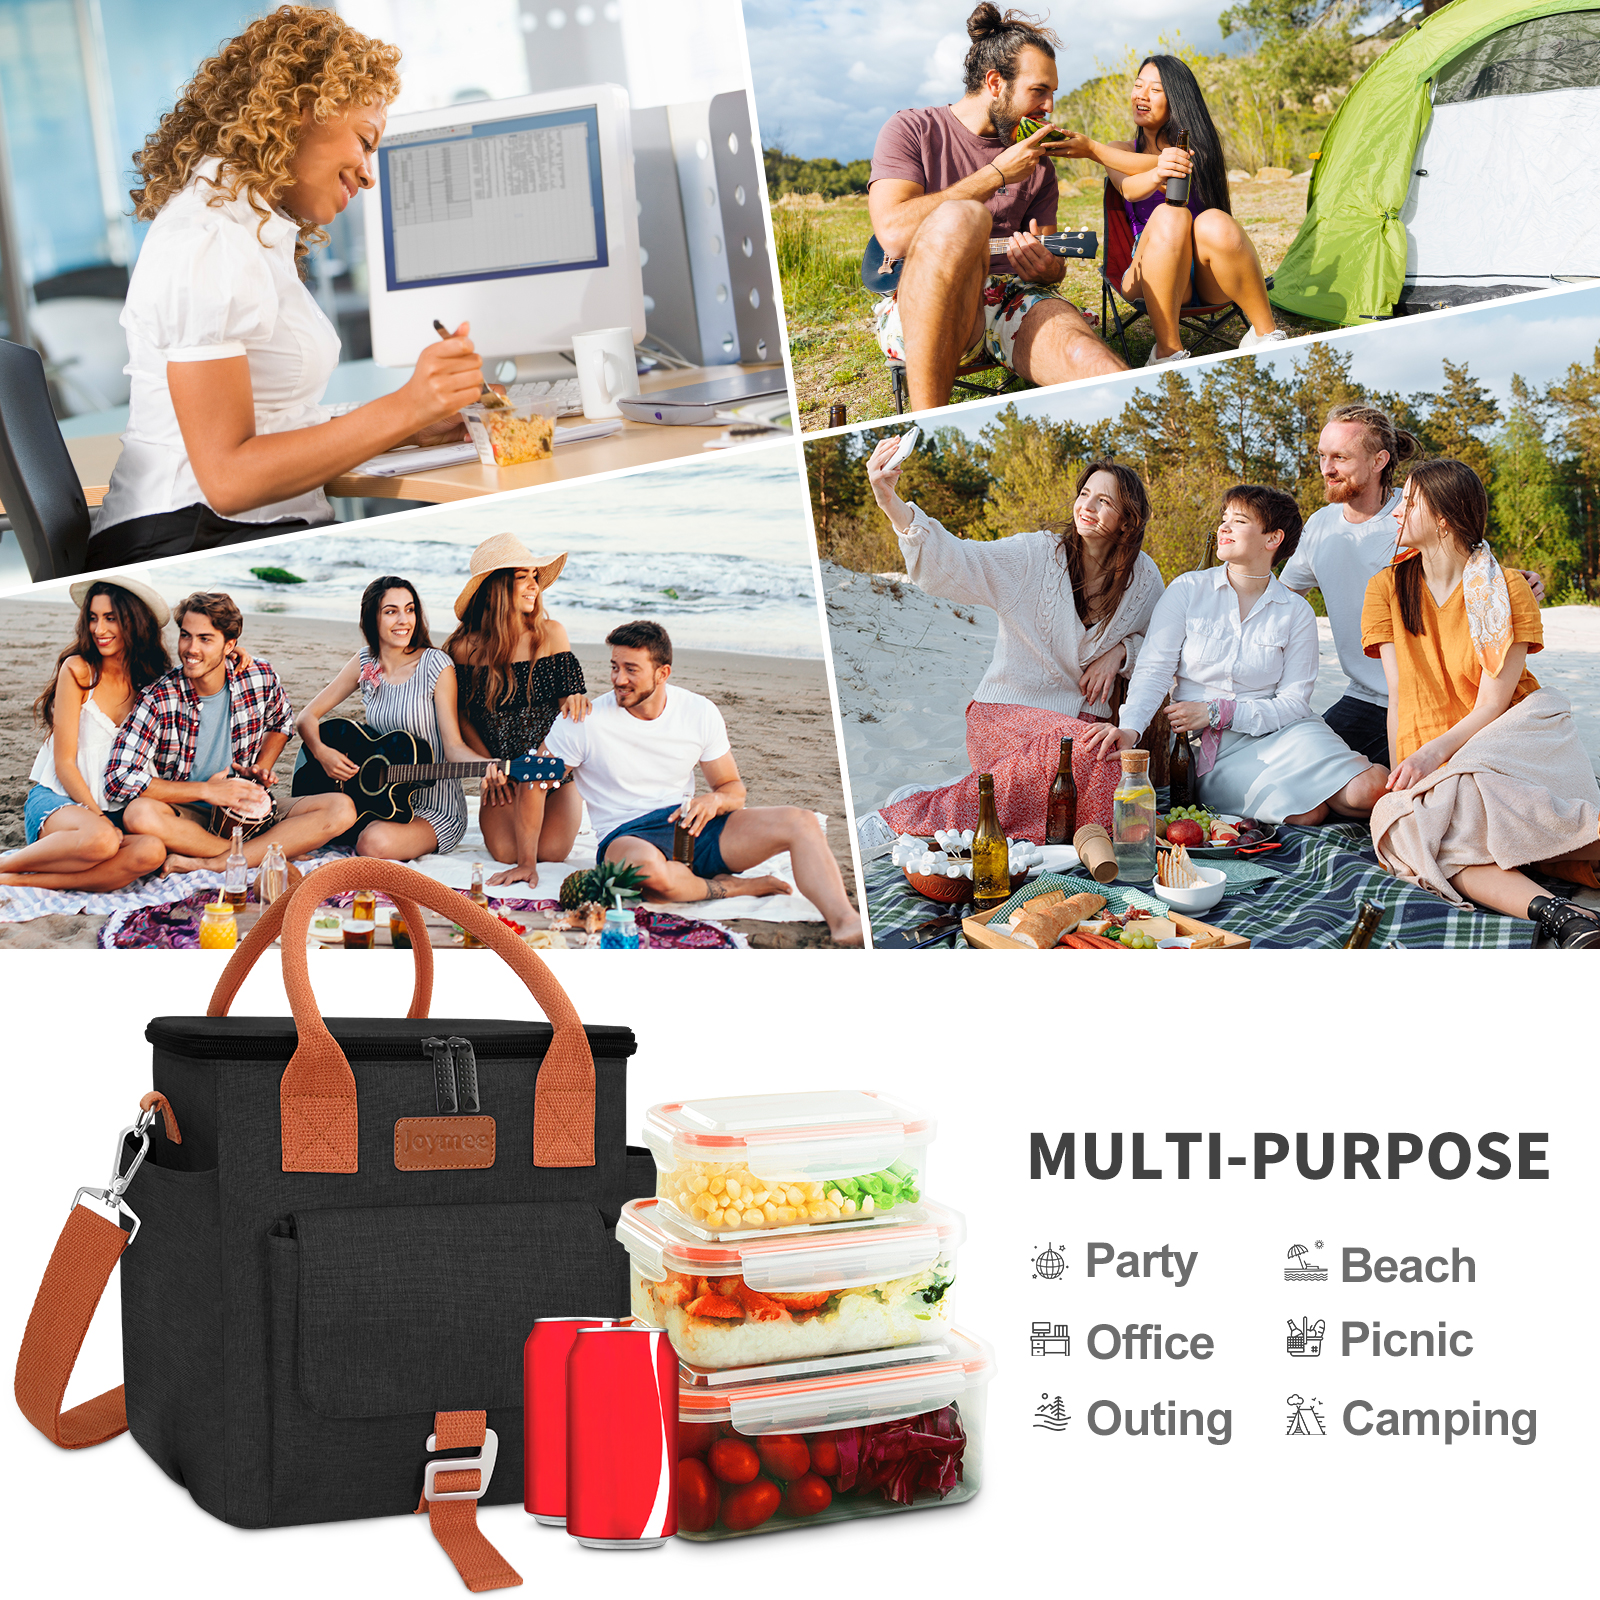 Joymee
MULTI-PURPOSE
Party
Beach
Office
Picnic
Outing
Camping